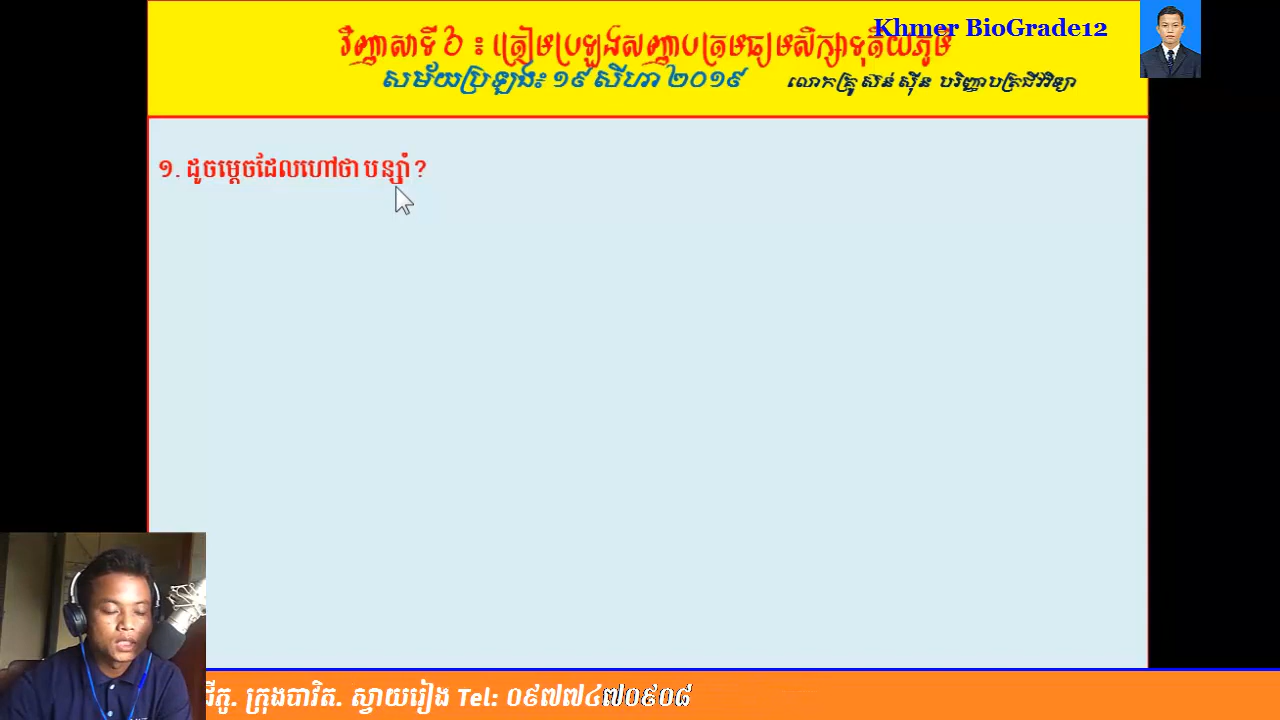 វិញ្ញាសាទី ៦ ៖ ត្រៀមប្រឡងសញ្ញាបត្រមធ្យមសិក្សាទុតិយភូមិ
Khmer BioGrade12
សម័យប្រឡង៖ ១៩ សីហា ២០១៩
លោកគ្រូ ស៊ន់ ស៊ីន បរិញ្ញាបត្រជីវវិទ្យា
១. ដូចម្តេចដែលហៅថា បន្សាំ ?
ជីភូ. ក្រុងបាវិត. ស្វាយរៀង Tel: ០៩៧៧៤៧០៩០៨